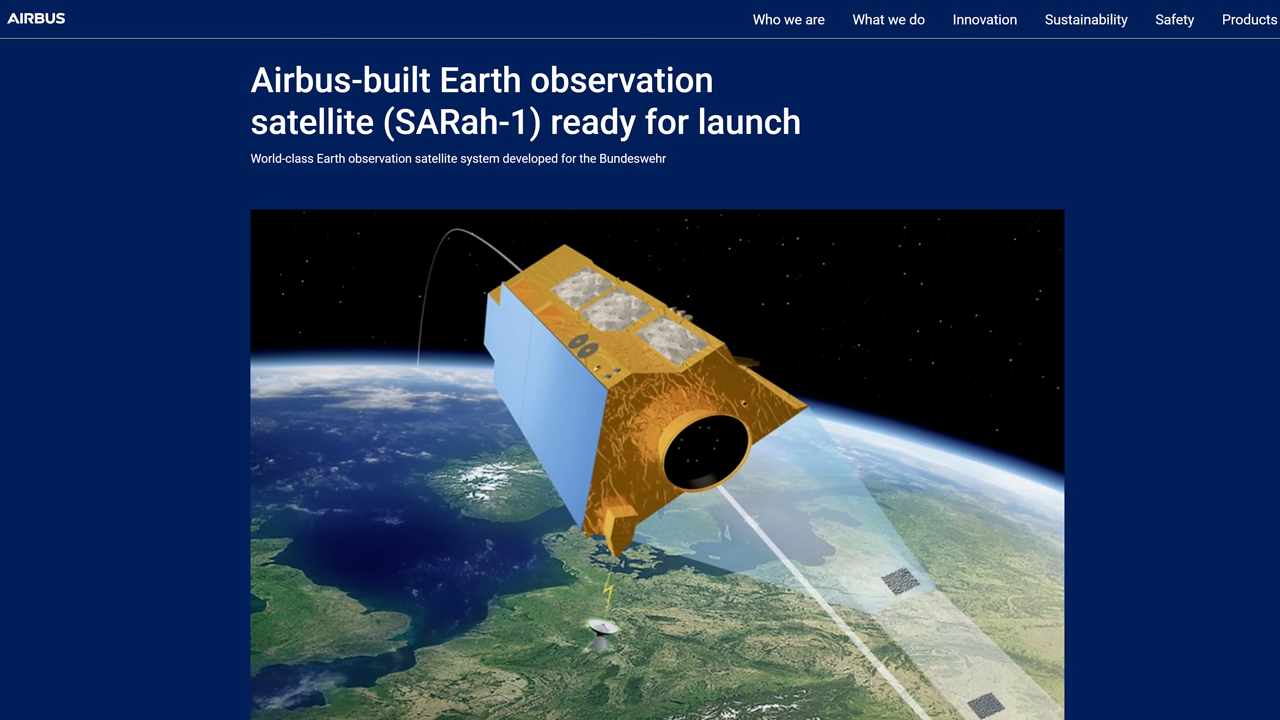 AIRBUS
Who we are
What we do
Innovation
Sustainability
Safety
Products
Airbus-built Earth observation
satellite (SARah-1) ready for launch
World-class Earth observation satellite system developed for the Bundeswehr